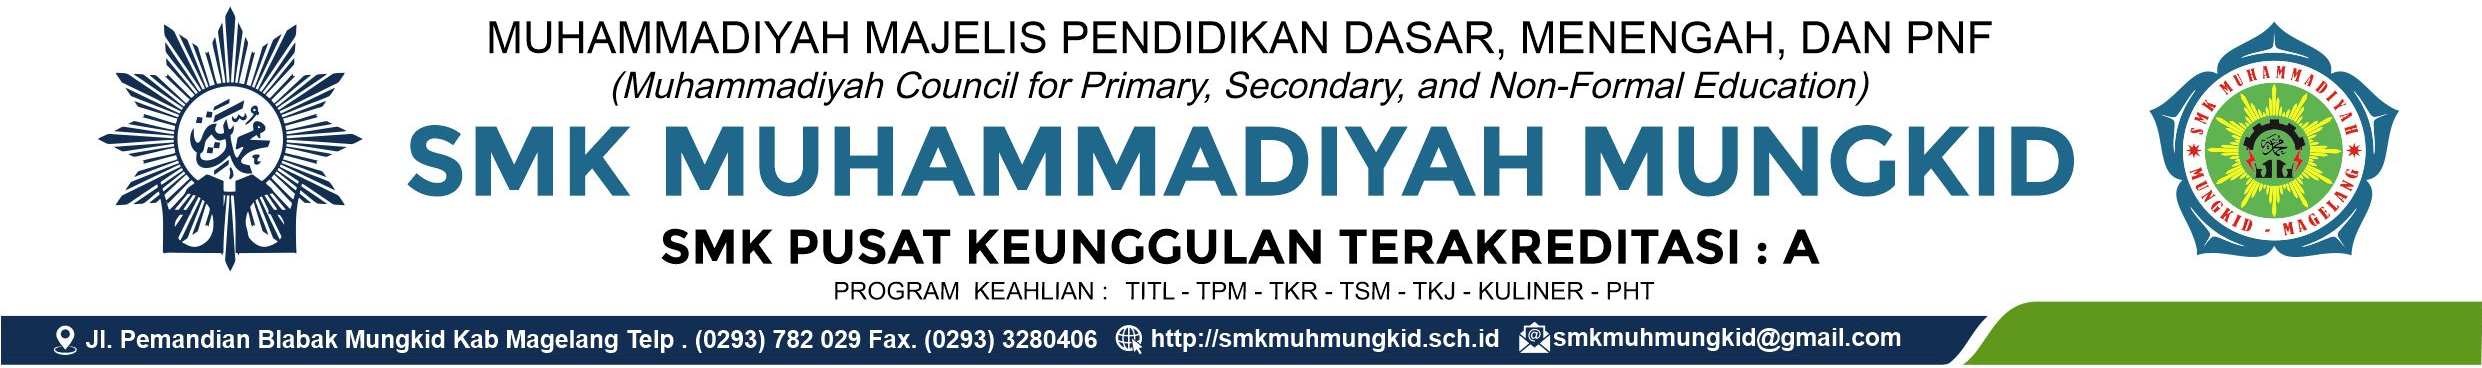 MUHAMMADIYAH MAJELIS PENDIDIKAN DASAR, MENENGAH, DAN PNF
(Muhammadiyah Council for Primary, Secondary, and Non-Formal Education)
SMK MUHAMMADIYAH MUNGKID
SMK PUSAT KEUNGGULAN TERAKREDITASI : A
PROGRAM KEAHLIAN : TITL - TPM - TKR - TSM - TKJ - KULINER - PHT
Jl. Pemandian Blabak Mungkid Kab Magelang Telp . (0293) 782 029 Fax. (0293) 3280406 http://smkmuhmungkid.sch.id smkmuhmungkid@gmail.com
محمدية
SMK MUHAMMADIYAH
MUNGKID - MAGELANG